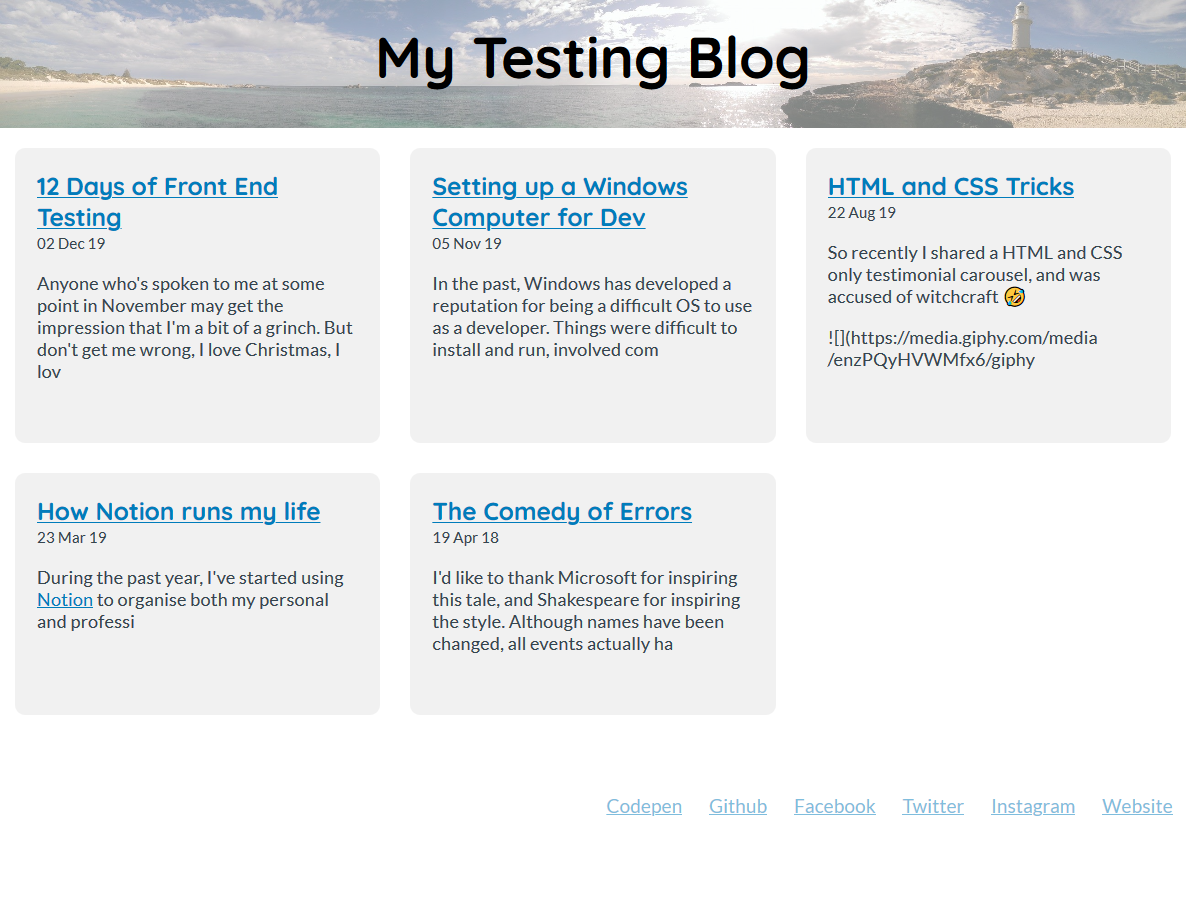 My Testing Blog
12 Days of Front End
Testing
02 Dec 19
Anyone who's spoken to me at some
point in November may get the
impression that I'm a bit of a grinch. But
don't get me wrong, I love Christmas, I
lov
Setting up a Windows
Computer for Dev
05 Nov 19
In the past, Windows has developed a
reputation for being a difficult OS to use
as a developer. Things were difficult to
install and run, involved com
HTML and CSS Tricks
22 Aug 19
So recently I shared a HTML and CSS
only testimonial carousel, and was
accused of witchcraft 🤣
![](https://media.giphy.com/media
/enzPQyHVWMfx6/giphy
How Notion runs my life
23 Mar 19
During the past year, I've started using
Notion to organise both my personal
and professi
The Comedy of Errors
19 Apr 18
I'd like to thank Microsoft for inspiring
this tale, and Shakespeare for inspiring
the style. Although names have been
changed, all events actually ha
Codepen Github Facebook Twitter Instagram Website